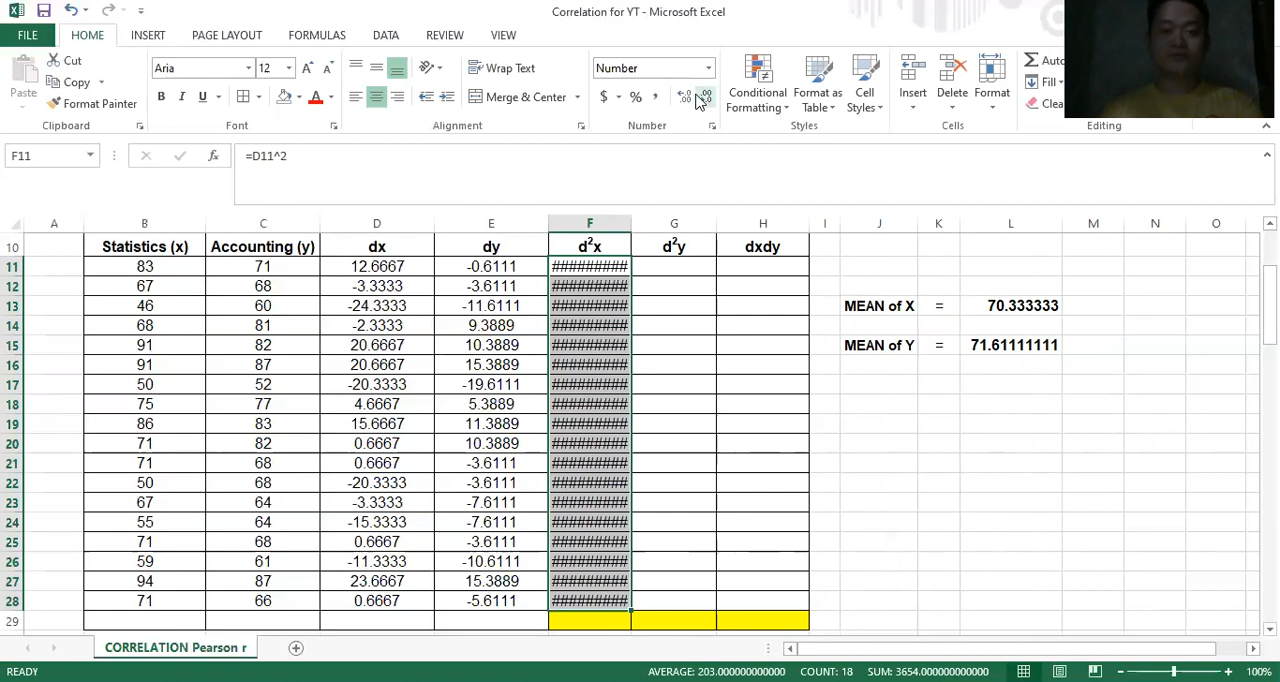 Correlation for YT - Microsoft Excel
FILE HOME INSERT PAGE LAYOUT FORMULAS DATA REVIEW VIEW
Cut
Copy
Format Painter
Paste
Clipboard
Aria 12
B I U
Font
Wrap Text
Merge & Center
Alignment
Number
$ % ,
Number
Conditional Formatting
Format as Table
Cell Styles
Styles
Insert Delete Format
Cells
Auto
Fill
Clea
Editing
F11 =D11^2
A B C D E F G H I J K L M N O
10 Statistics (x) Accounting (y) dx dy d²x d²y dxdy
11 83 71 12.6667 -0.6111 ##########
12 67 68 -3.3333 -3.6111 ##########
13 46 60 -24.3333 -11.6111 ########## MEAN of X = 70.333333
14 68 81 -2.3333 9.3889 ##########
15 91 82 20.6667 10.3889 ########## MEAN of Y = 71.61111111
16 91 87 20.6667 15.3889 ##########
17 50 52 -20.3333 -19.6111 ##########
18 75 77 4.6667 5.3889 ##########
19 86 83 15.6667 11.3889 ##########
20 71 82 0.6667 10.3889 ##########
21 71 68 0.6667 -3.6111 ##########
22 50 68 -20.3333 -3.6111 ##########
23 67 64 -3.3333 -7.6111 ##########
24 55 64 -15.3333 -7.6111 ##########
25 71 68 0.6667 -3.6111 ##########
26 59 61 -11.3333 -10.6111 ##########
27 94 87 23.6667 15.3889 ##########
28 71 66 0.6667 -5.6111 ##########
29
CORRELATION Pearson r
READY AVERAGE: 203.000000000000 COUNT: 18 SUM: 3654.000000000000 100%